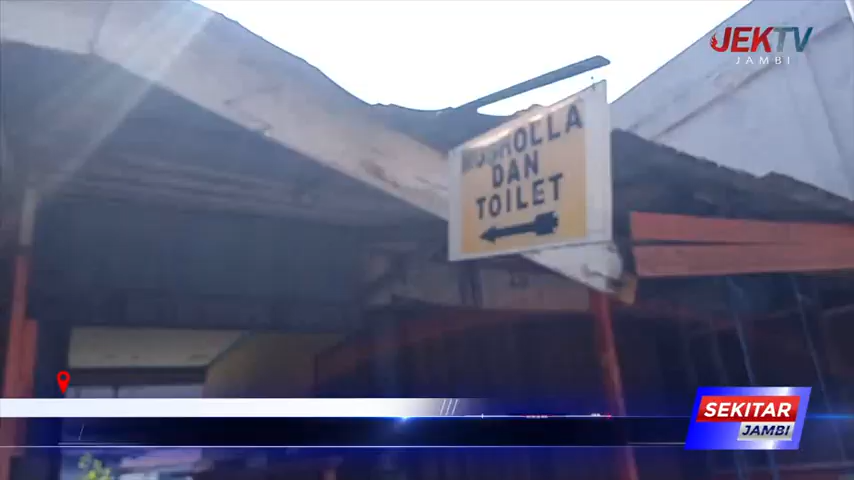 JEKTV
JAMBI
MUSHOLLA
DAN
TOILET
SEKITAR
JAMBI